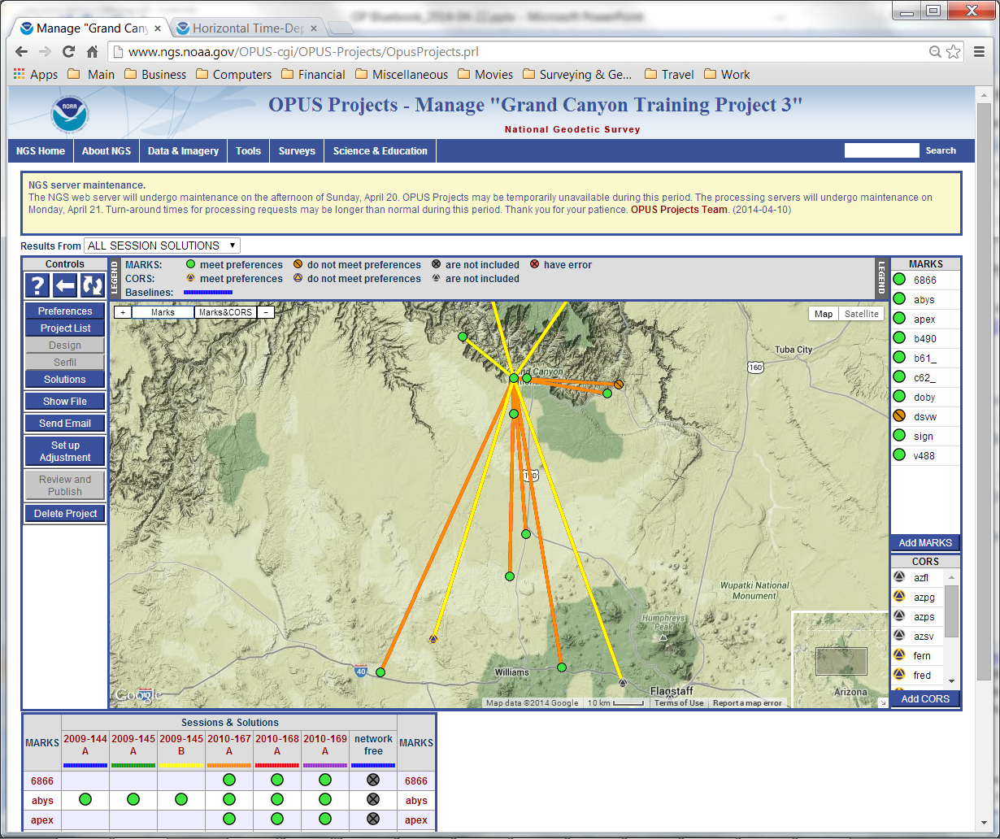 OP Bluebook_2014-04-22.pptx - Microsoft PowerPoint
Manage "Grand Cany × Horizontal Time-Dep ×
www.ngs.noaa.gov/OPUS-cgi/OPUS-Projects/OpusProjects.prl
Apps Main Business Computers Financial Miscellaneous Movies Surveying & Ge... Travel Work
NOAA
OPUS Projects - Manage "Grand Canyon Training Project 3"
National Geodetic Survey
NGS Home About NGS Data & Imagery Tools Surveys Science & Education Search
NGS server maintenance.
The NGS web server will undergo maintenance on the afternoon of Sunday, April 20. OPUS Projects may be temporarily unavailable during this period. The processing servers will undergo maintenance on
Monday, April 21. Turn-around times for processing requests may be longer than normal during this period. Thank you for your patience. OPUS Projects Team. (2014-04-10)
Results From ALL SESSION SOLUTIONS
Controls
?
Preferences
Project List
Design
Serfil
Solutions
Show File
Send Email
Set up
Adjustment
Review and
Publish
Delete Project
LEGEND
MARKS: meet preferences do not meet preferences are not included have error
CORS: meet preferences do not meet preferences are not included
Baselines:
LEGEND
+ Marks Marks&CORS −
Map Satellite
Tuba City
160
nd Canyon
180
Wupatki National
Monument
Humphreys
Peak
40
Williams
Flagstaff
Arizona
Google
Map data ©2014 Google 10 km Terms of Use Report a map error
MARKS
6866
abys
apex
b490
b61_
c62_
doby
dsvw
sign
v488
Add MARKS
CORS
azfl
azpg
azps
azsv
fern
fred
Add CORS
Sessions & Solutions
MARKS 2009-144 2009-145 2009-145 2010-167 2010-168 2010-169 network MARKS
A A B A A A free
6866 6866
abys abys
apex apex